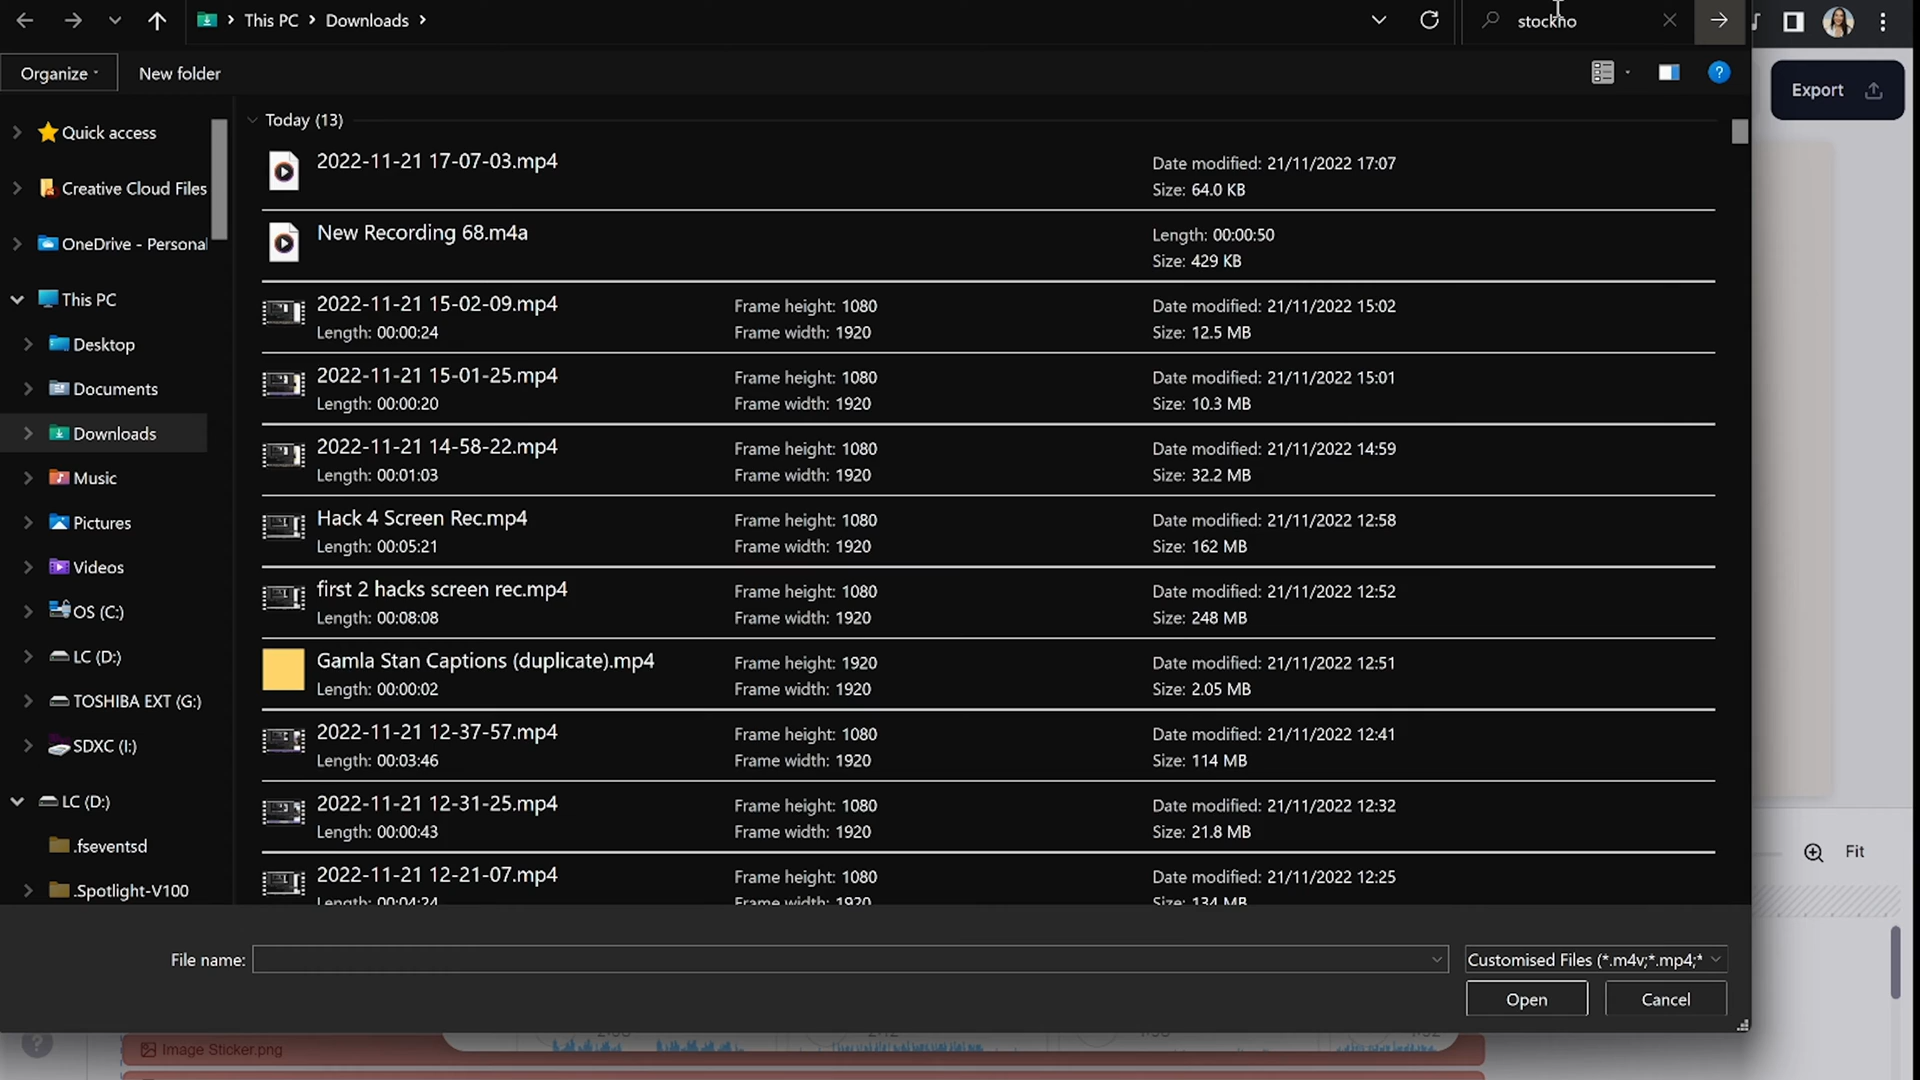 This PC
Downloads
stockho
Organize
New folder
Export
Quick access
Creative Cloud Files
OneDrive - Personal
This PC
Desktop
Documents
Downloads
Music
Pictures
Videos
OS (C:)
LC (D:)
TOSHIBA EXT (G:)
SDXC (I:)
LC (D:)
.fseventsd
.Spotlight-V100
Today (13)
2022-11-21 17-07-03.mp4
Date modified: 21/11/2022 17:07
Size: 64.0 KB
New Recording 68.m4a
Length: 00:00:50
Size: 429 KB
2022-11-21 15-02-09.mp4
Frame height: 1080
Date modified: 21/11/2022 15:02
Length: 00:00:24
Frame width: 1920
Size: 12.5 MB
2022-11-21 15-01-25.mp4
Frame height: 1080
Date modified: 21/11/2022 15:01
Length: 00:00:20
Frame width: 1920
Size: 10.3 MB
2022-11-21 14-58-22.mp4
Frame height: 1080
Date modified: 21/11/2022 14:59
Length: 00:01:03
Frame width: 1920
Size: 32.2 MB
Hack 4 Screen Rec.mp4
Frame height: 1080
Date modified: 21/11/2022 12:58
Length: 00:05:21
Frame width: 1920
Size: 162 MB
first 2 hacks screen rec.mp4
Frame height: 1080
Date modified: 21/11/2022 12:52
Length: 00:08:08
Frame width: 1920
Size: 248 MB
Gamla Stan Captions (duplicate).mp4
Frame height: 1920
Date modified: 21/11/2022 12:51
Length: 00:00:02
Frame width: 1080
Size: 2.05 MB
2022-11-21 12-37-57.mp4
Frame height: 1080
Date modified: 21/11/2022 12:41
Length: 00:03:46
Frame width: 1920
Size: 114 MB
2022-11-21 12-31-25.mp4
Frame height: 1080
Date modified: 21/11/2022 12:32
Length: 00:00:43
Frame width: 1920
Size: 21.8 MB
2022-11-21 12-21-07.mp4
Frame height: 1080
Date modified: 21/11/2022 12:25
Length: 00:04:24
Frame width: 1920
Size: 134 MB
Fit
File name:
Customised Files (*.m4v;*.mp4;*
Open
Cancel
Image Sticker.png